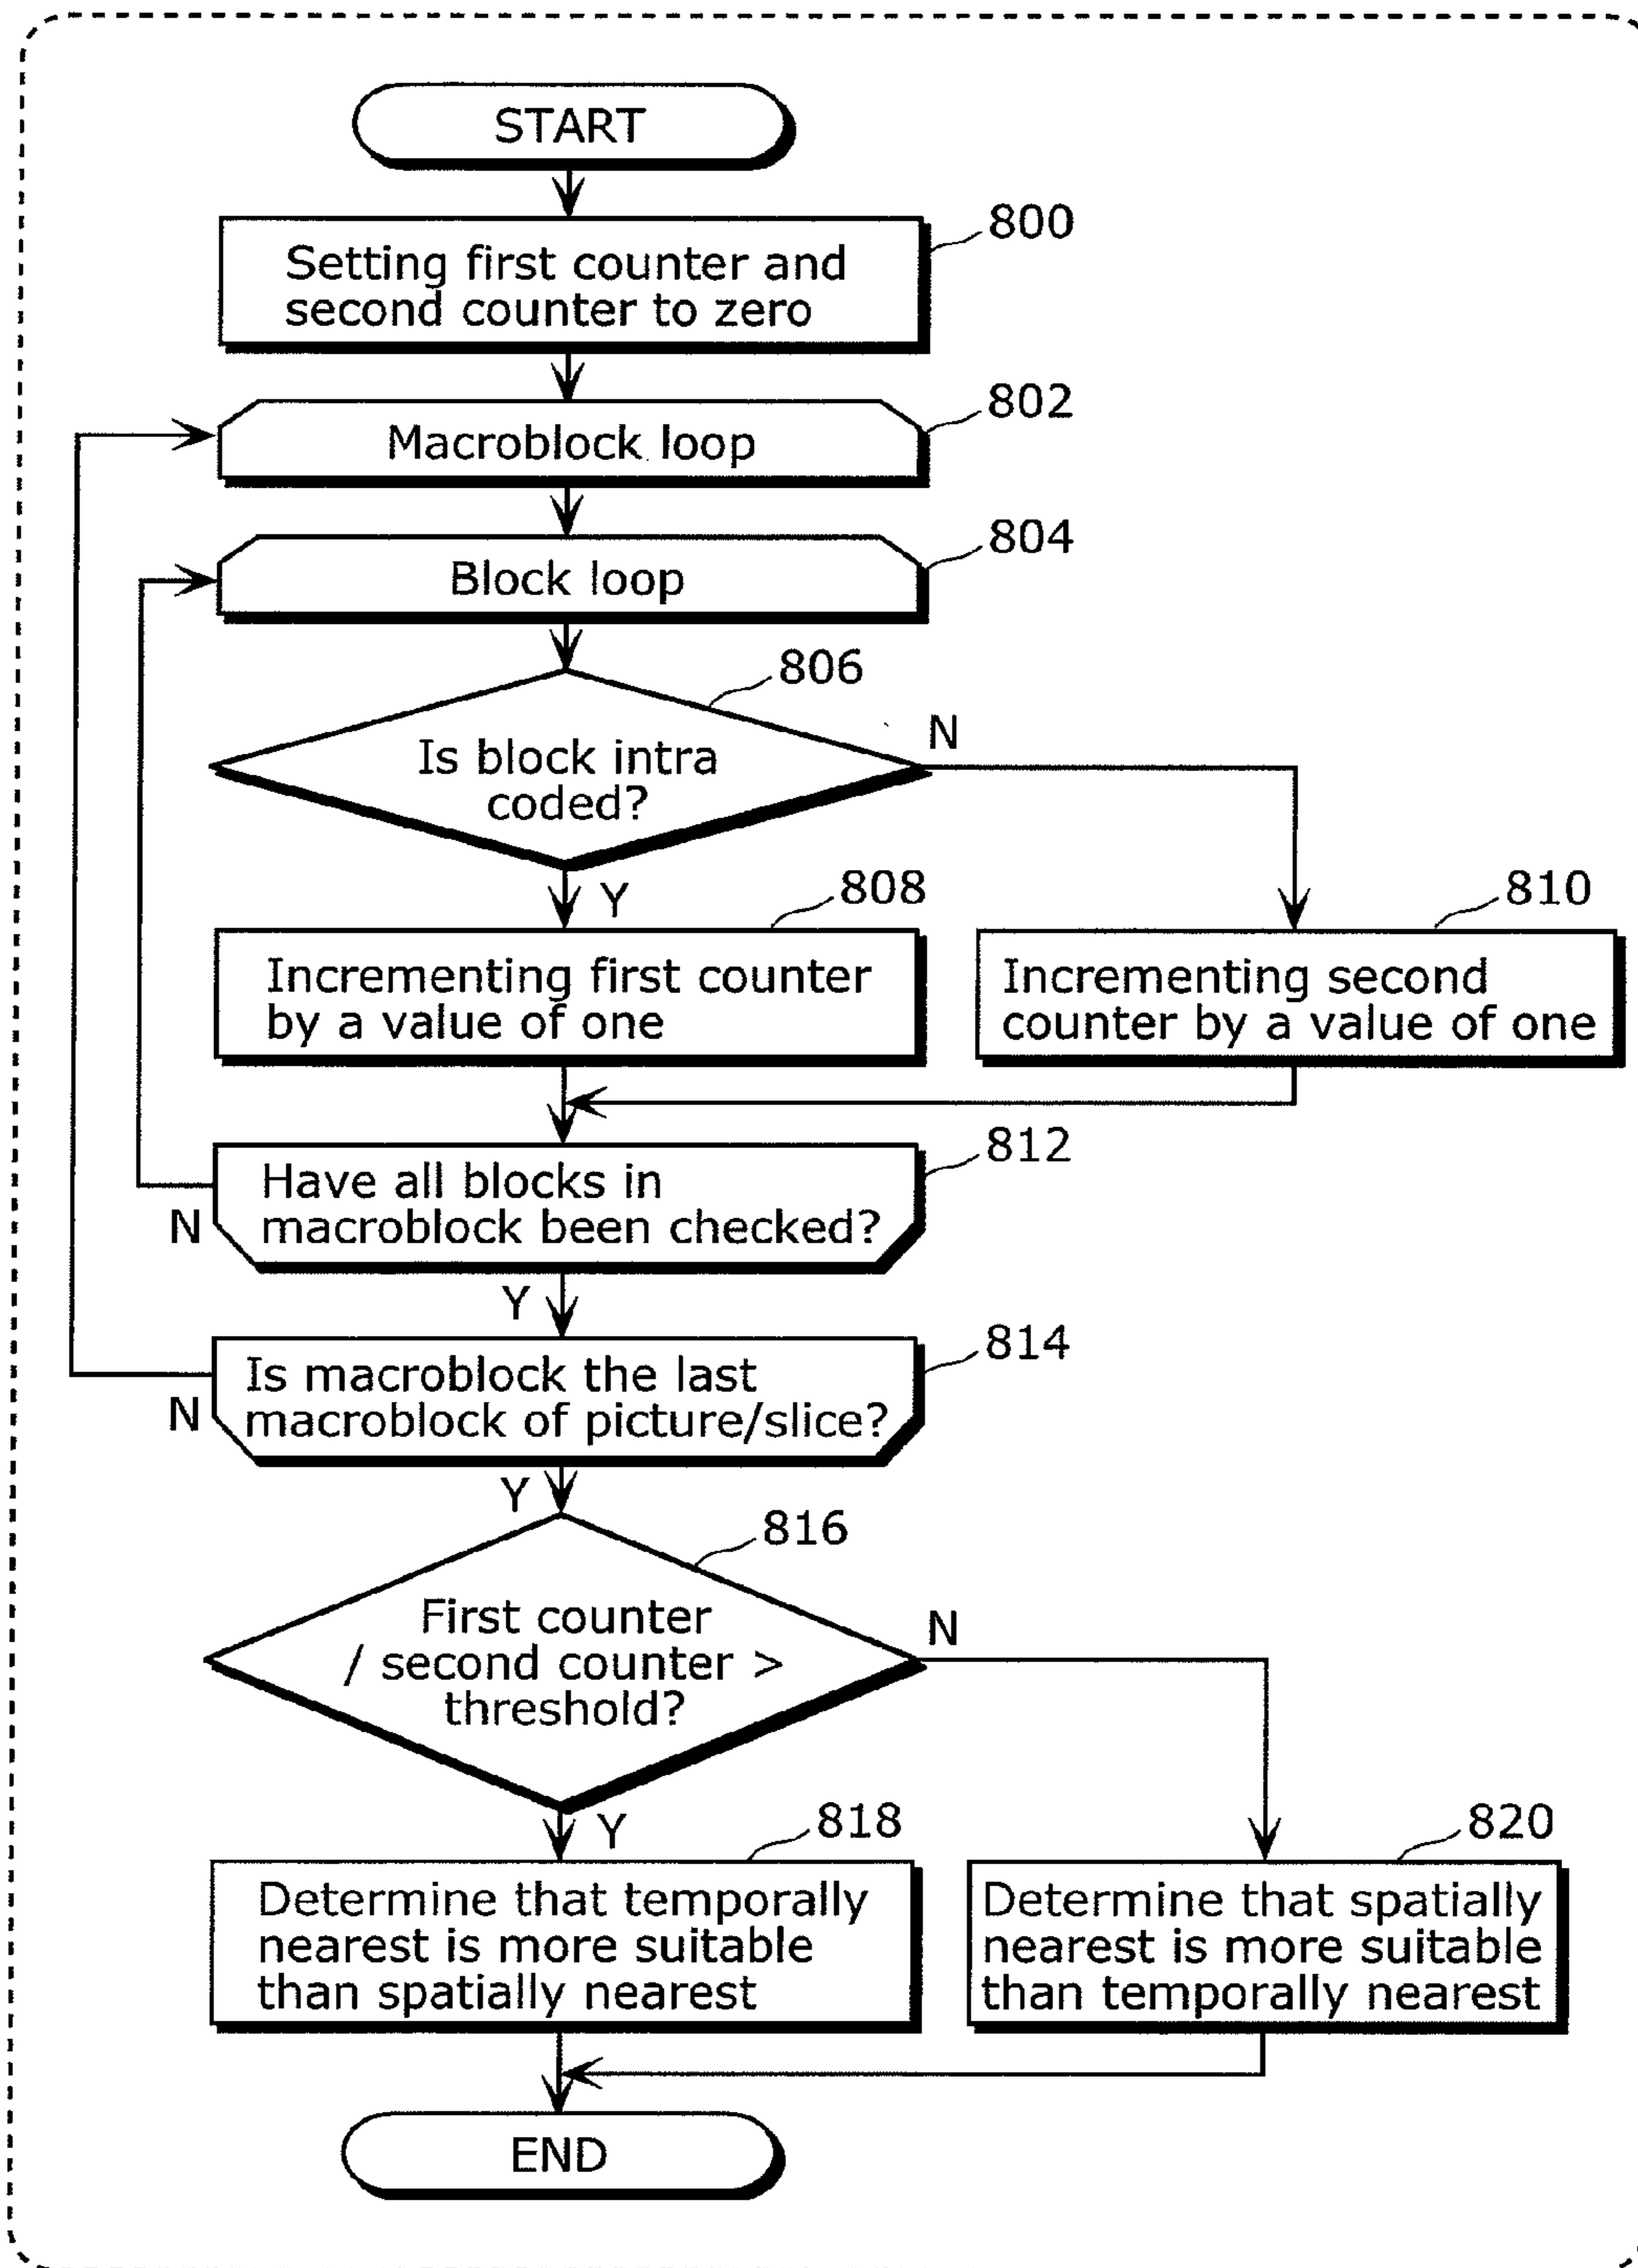 START
800
Setting first counter and
second counter to zero
802
Macroblock loop
804
Block loop
806
Is block intra
coded?
N
Y
808
Incrementing first counter
by a value of one
810
Incrementing second
counter by a value of one
812
Have all blocks in
macroblock been checked?
N
Y
814
Is macroblock the last
macroblock of picture/slice?
N
Y
816
First counter
/ second counter >
threshold?
N
Y
818
Determine that temporally
nearest is more suitable
than spatially nearest
820
Determine that spatially
nearest is more suitable
than temporally nearest
END